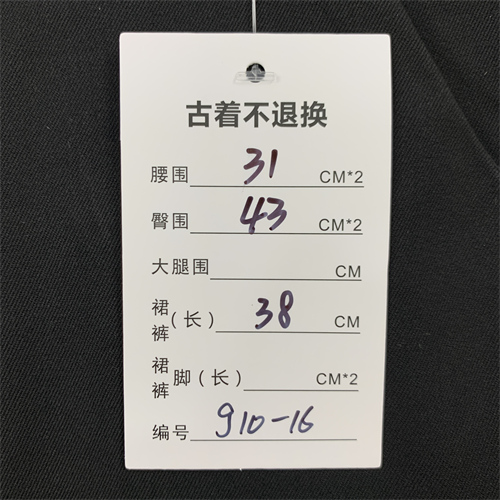 古着不退换
腰围 31 CM*2
臀围 43 CM*2
大腿围 CM
裙裤(长) 38 CM
裙裤脚(长) CM*2
编号 910-16